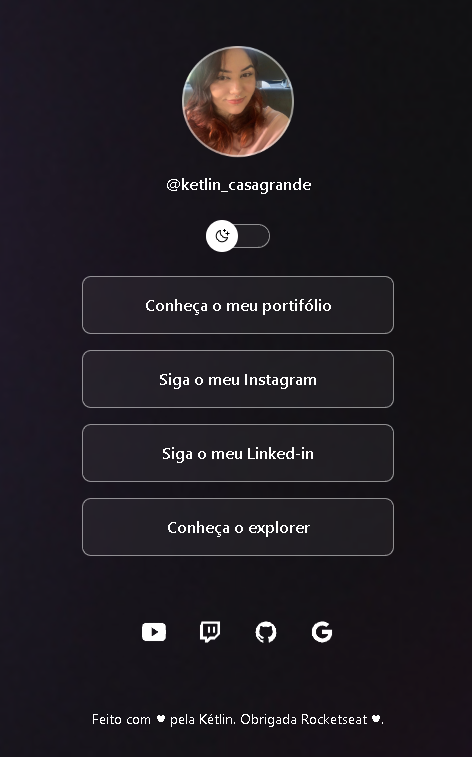 @ketlin_casagrande
Conheça o meu portifólio
Siga o meu Instagram
Siga o meu Linked-in
Conheça o explorer
Feito com ♥ pela Kétlin. Obrigada Rocketseat ♥.